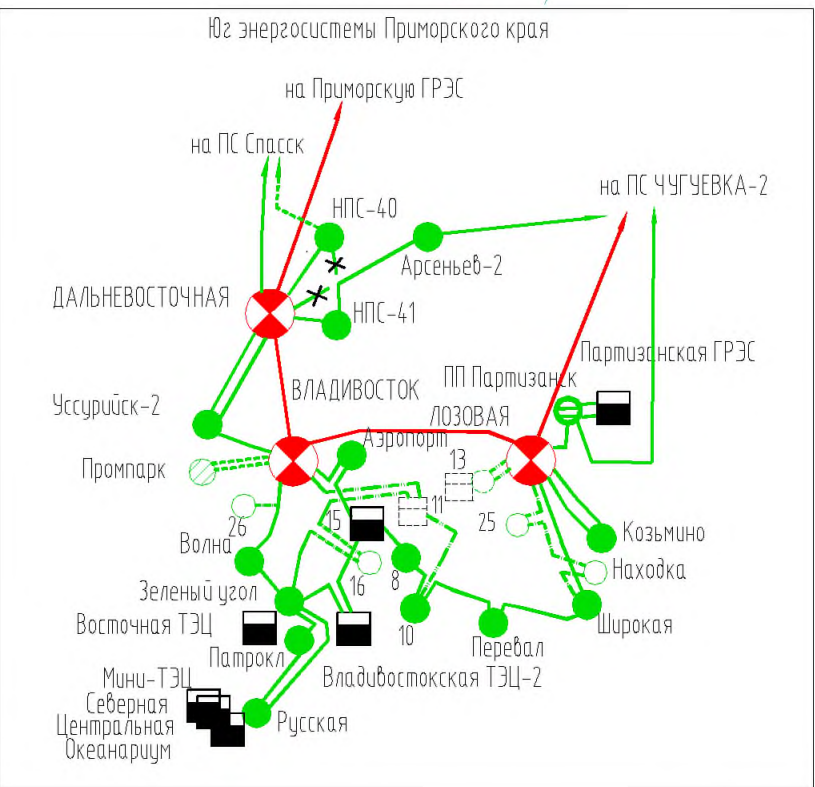 Юг энергосистемы Приморского края
на Приморскую ГРЭС
на ПС Спасск
на ПС ЧУГУЕВКА-2
НПС-40
Арсеньев-2
ДАЛЬНЕВОСТОЧНАЯ
НПС-41
Партизанская ГРЭС
ПП Партизанск
ВЛАДИВОСТОК
Уссурийск-2
ЛОЗОВАЯ
Аэропорт
Промпарк
13
11
26
15
25
Козьмино
Волна
16
8
Находка
Зеленый угол
Восточная ТЭЦ
10
Широкая
Перевал
Патрокл
Владивостокская ТЭЦ-2
Мини-ТЭЦ
Северная
Центральная
Океанариум
Русская